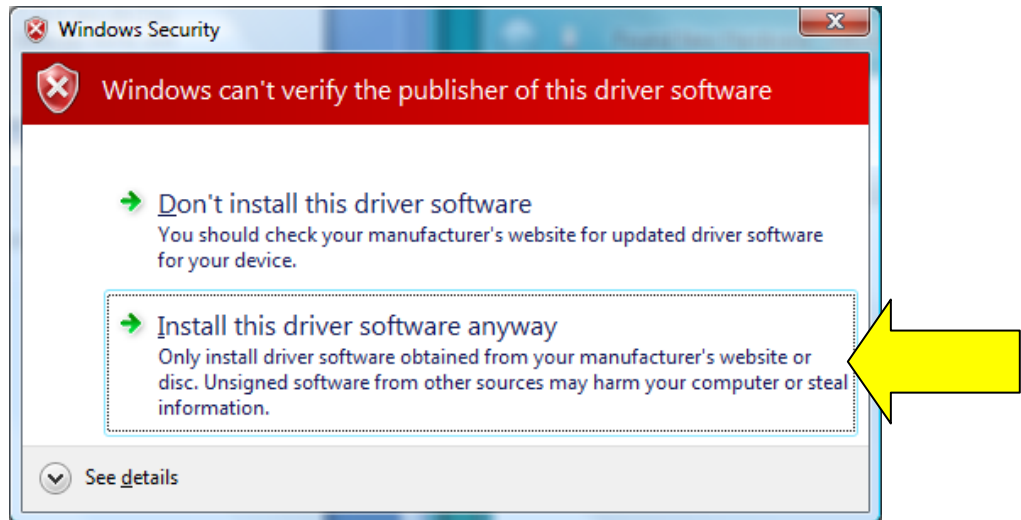 Windows Security
Windows can't verify the publisher of this driver software
Don't install this driver software
You should check your manufacturer's website for updated driver software
for your device.
Install this driver software anyway
Only install driver software obtained from your manufacturer's website or
disc. Unsigned software from other sources may harm your computer or steal
information.
See details